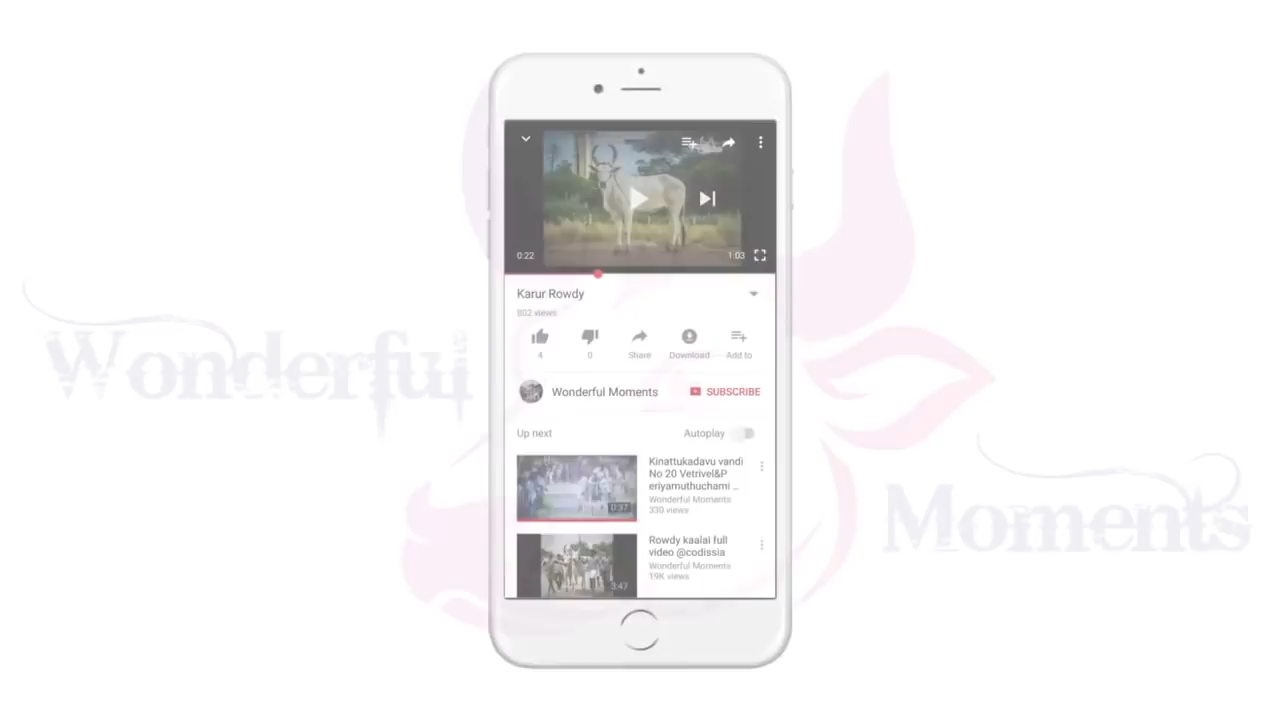 0:22
1:03
Karur Rowdy
802 views
4
0
Share
Download
Add to
Wonderful Moments
SUBSCRIBE
Up next
Autoplay
Kinattukadavu vandi
No 20 Vetrivel&P
eriyamuthuchami ...
Wonderful Moments
339 views
0:37
Rowdy kaalai full
video @codissia
Wonderful Moments
19K views
3:47
Wonderful
Moments